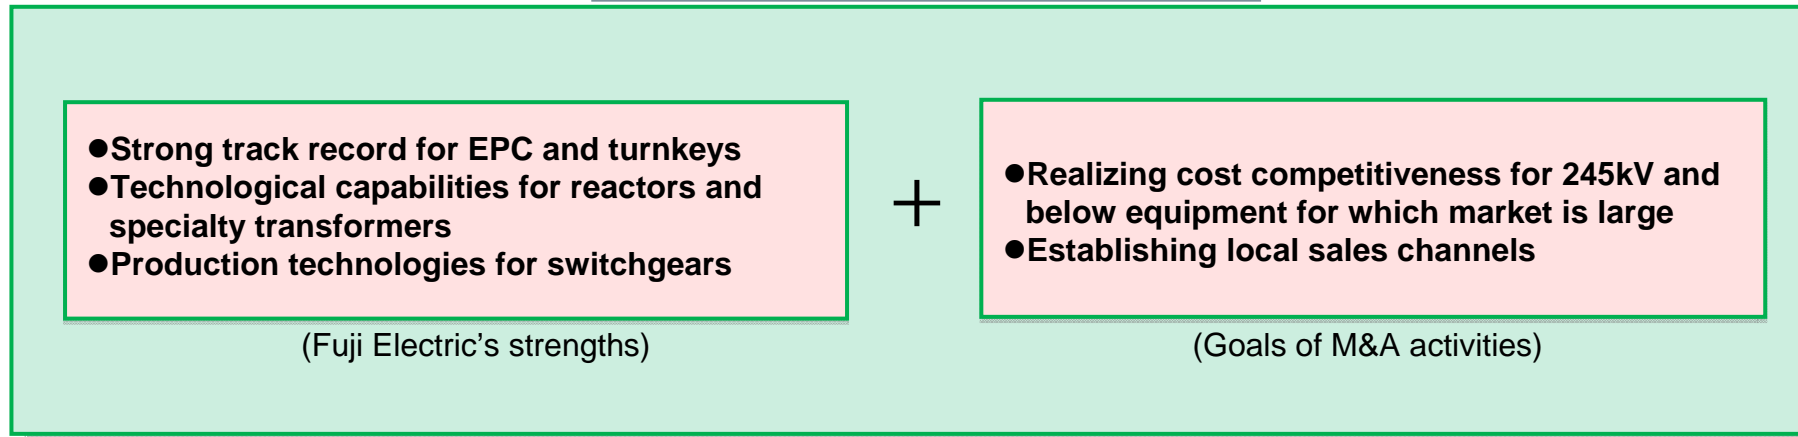 ●Strong track record for EPC and turnkeys
●Technological capabilities for reactors and
specialty transformers
●Production technologies for switchgears
(Fuji Electric’s strengths)
+
●Realizing cost competitiveness for 245kV and
below equipment for which market is large
●Establishing local sales channels
(Goals of M&A activities)